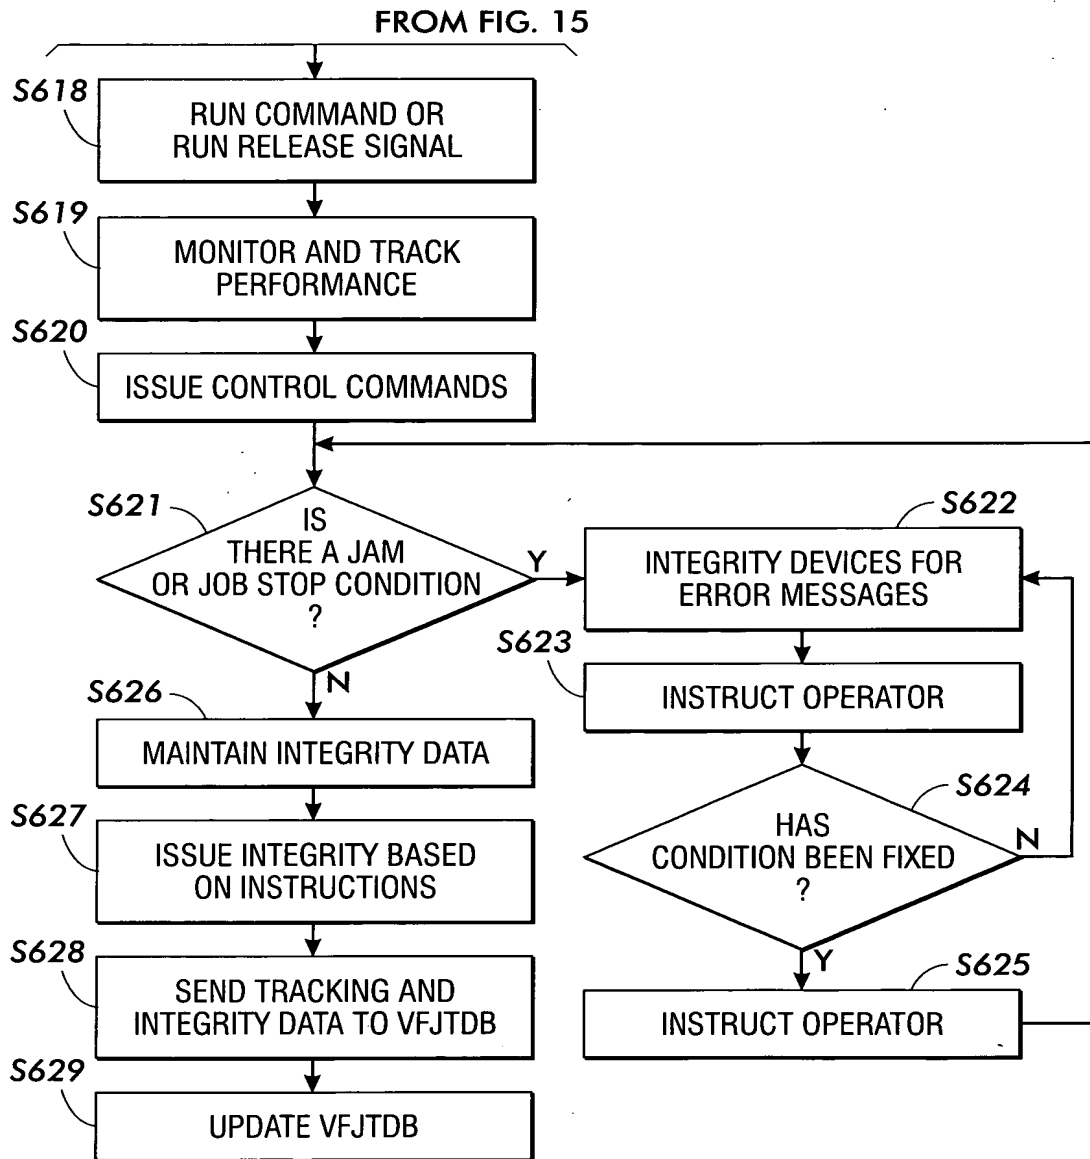 FROM FIG. 15
S618
RUN COMMAND OR
RUN RELEASE SIGNAL
S619
MONITOR AND TRACK
PERFORMANCE
S620
ISSUE CONTROL COMMANDS
S621
IS
THERE A JAM
OR JOB STOP CONDITION
?
Y
N
S622
INTEGRITY DEVICES FOR
ERROR MESSAGES
S623
INSTRUCT OPERATOR
S624
HAS
CONDITION BEEN FIXED
?
N
Y
S625
INSTRUCT OPERATOR
S626
MAINTAIN INTEGRITY DATA
S627
ISSUE INTEGRITY BASED
ON INSTRUCTIONS
S628
SEND TRACKING AND
INTEGRITY DATA TO VFJTDB
S629
UPDATE VFJTDB